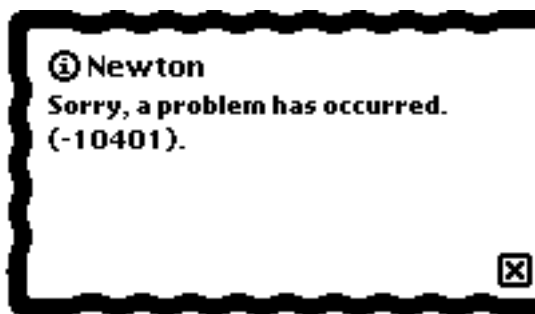 Newton
Sorry, a problem has occurred.
(-10401).